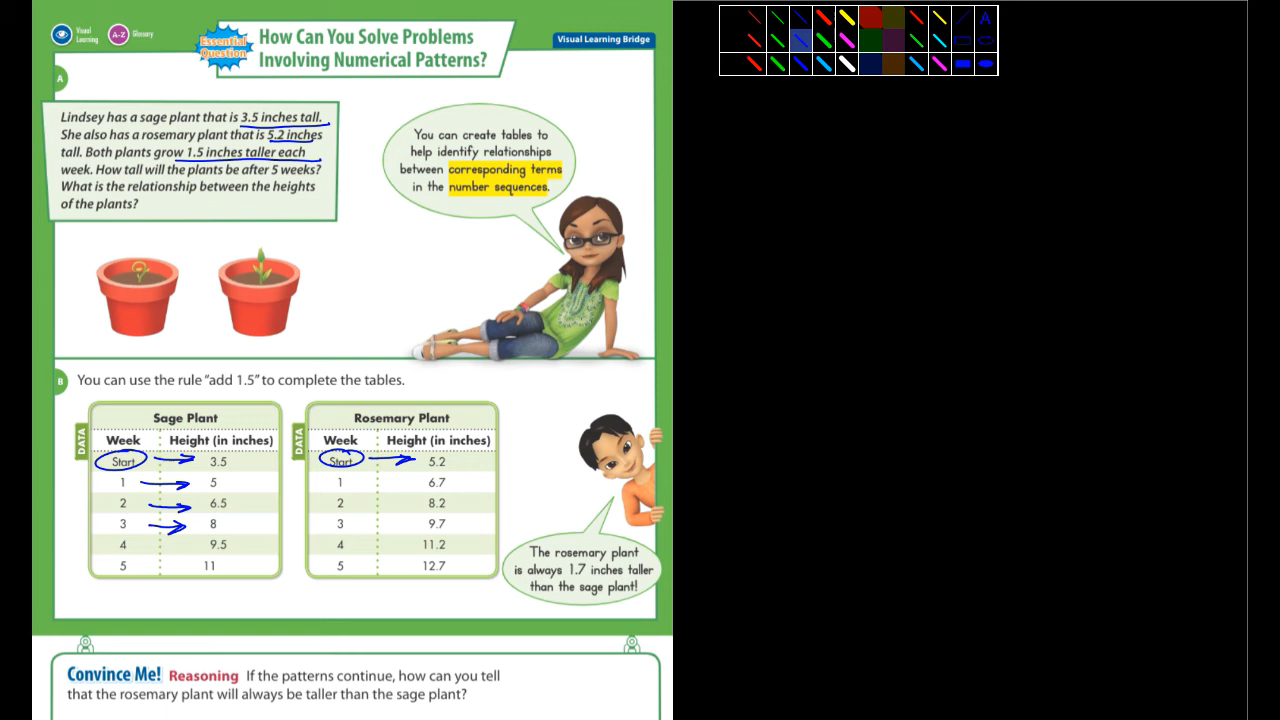 Visual
Learning
A-Z
Glossary
Essential
Question
How Can You Solve Problems
Involving Numerical Patterns?
Visual Learning Bridge
A
Lindsey has a sage plant that is 3.5 inches tall.
She also has a rosemary plant that is 5.2 inches
tall. Both plants grow 1.5 inches taller each
week. How tall will the plants be after 5 weeks?
What is the relationship between the heights
of the plants?
You can create tables to
help identify relationships
between corresponding terms
in the number sequences.
B
You can use the rule "add 1.5" to complete the tables.
DATA
Sage Plant
Week Height (in inches)
Start 3.5
1 5
2 6.5
3 8
4 9.5
5 11
DATA
Rosemary Plant
Week Height (in inches)
Start 5.2
1 6.7
2 8.2
3 9.7
4 11.2
5 12.7
The rosemary plant
is always 1.7 inches taller
than the sage plant!
Convince Me! Reasoning If the patterns continue, how can you tell
that the rosemary plant will always be taller than the sage plant?
A